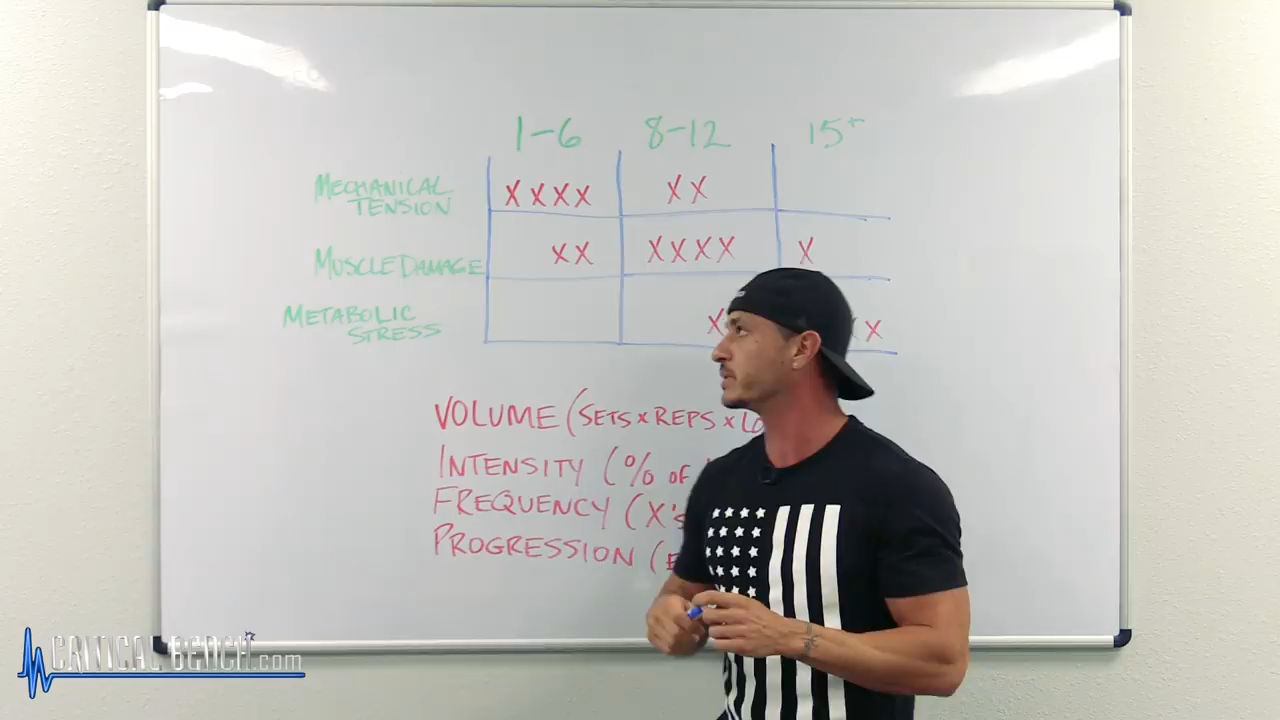 1-6 8-12 15+
MECHANICAL TENSION XXXX XX
MUSCLE DAMAGE XX XXXX X
METABOLIC STRESS X X
VOLUME (SETS x REPS x LO
INTENSITY (% OF
FREQUENCY (X's
PROGRESSION (E
CRITICAL BENCH.com